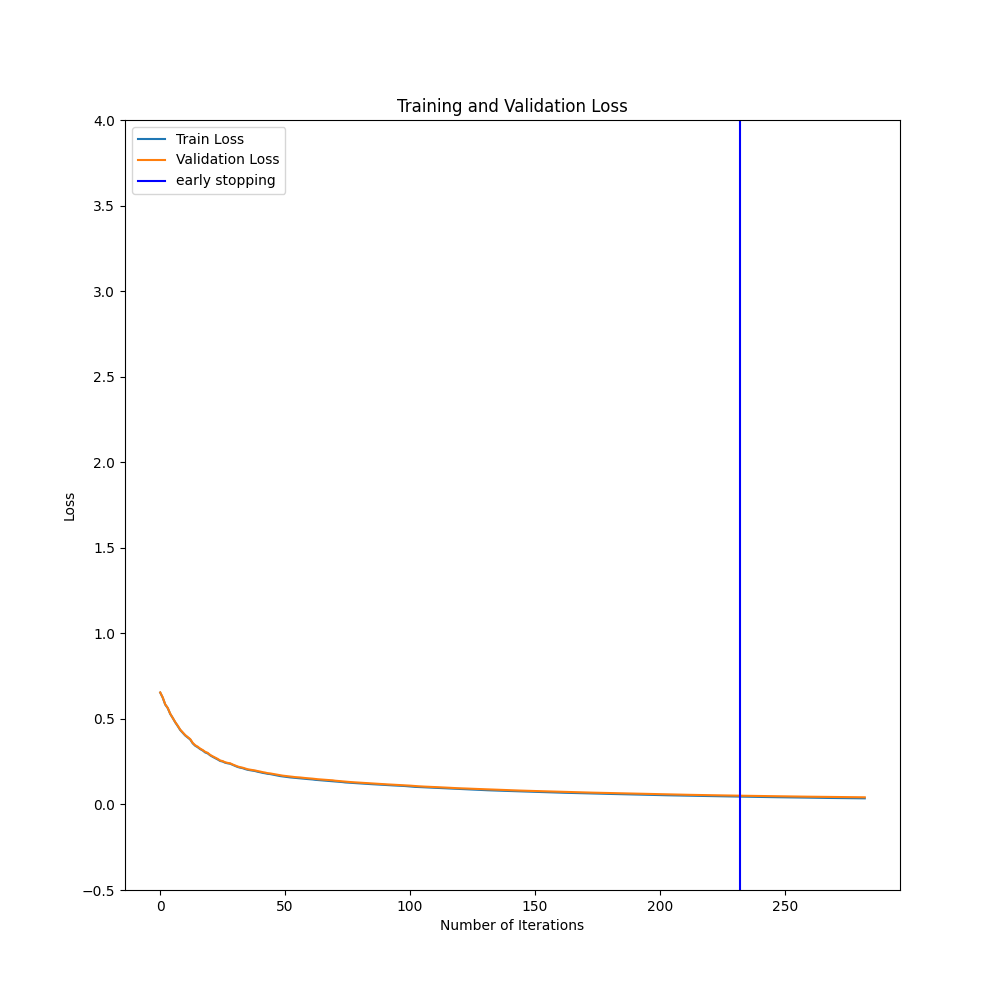 Training and Validation Loss
4.0
3.5
3.0
2.5
2.0
1.5
1.0
0.5
0.0
−0.5
Train Loss
Validation Loss
early stopping
Loss
0
50
100
150
200
250
Number of Iterations